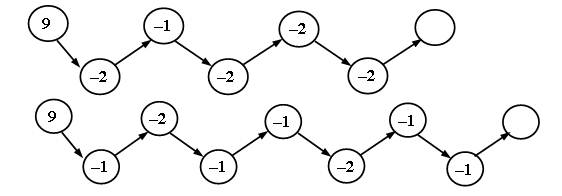 9 –2 –1 –2 –2 –2
9 –1 –2 –1 –1 –2 –1 –1